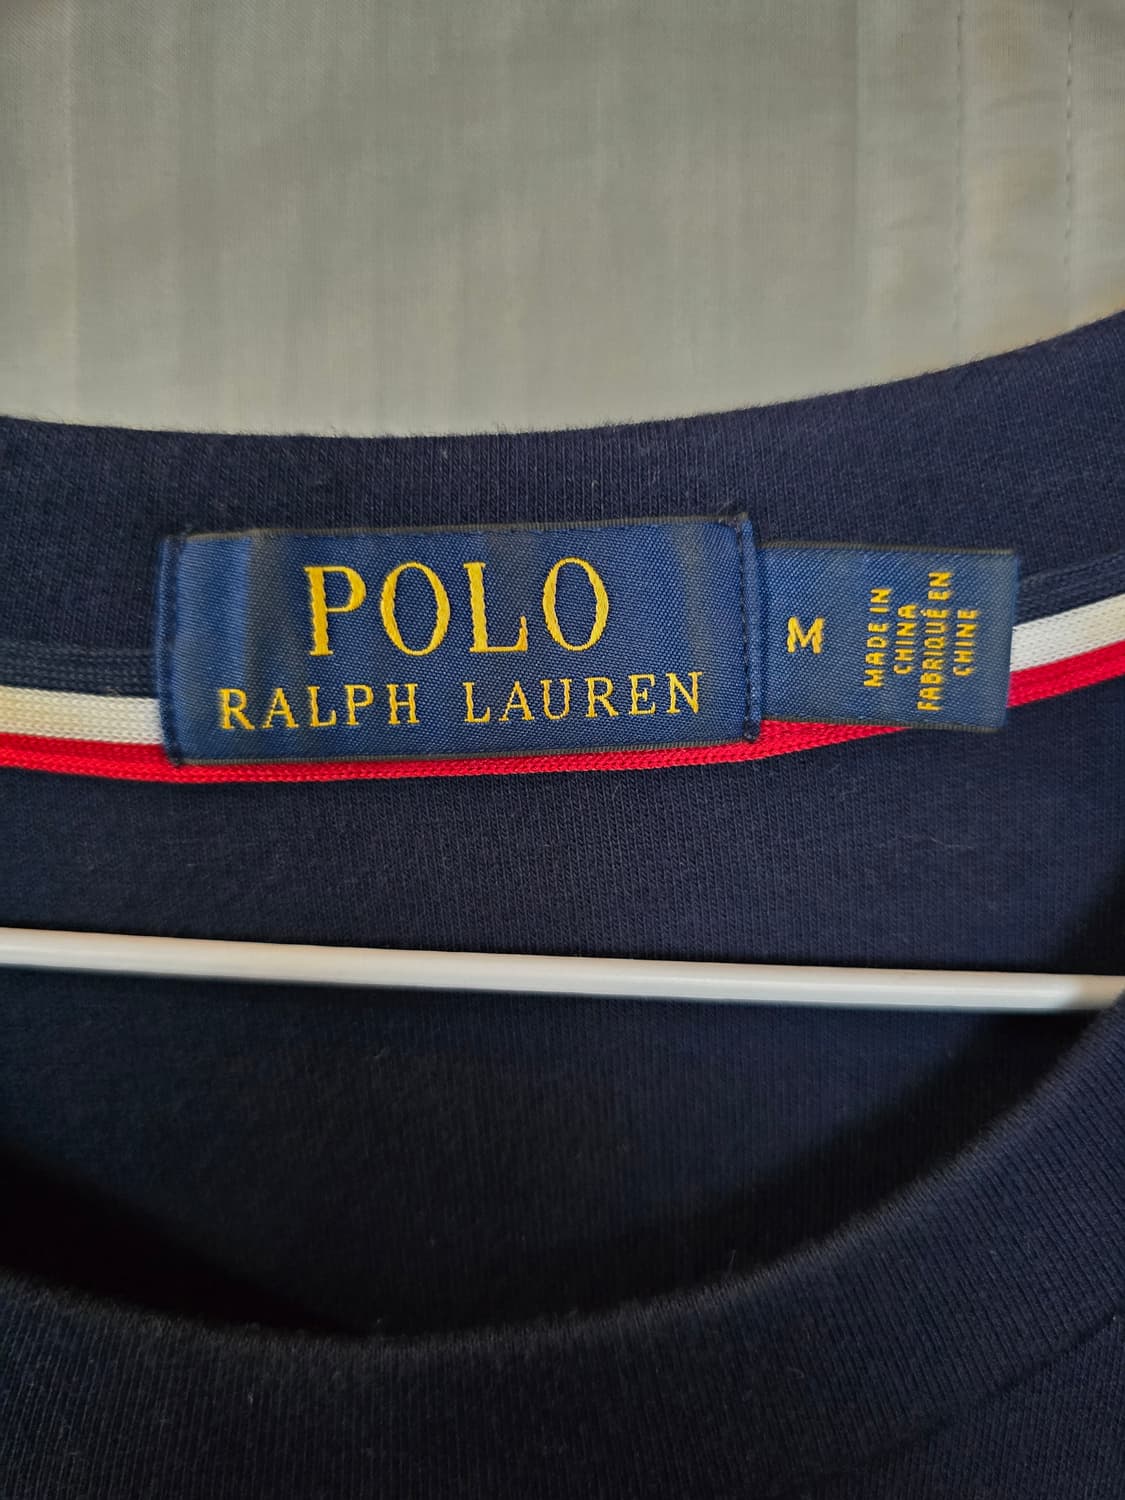 POLO
RALPH LAUREN
M
MADE IN
CHINA
FABRIQUÉ EN
CHINE